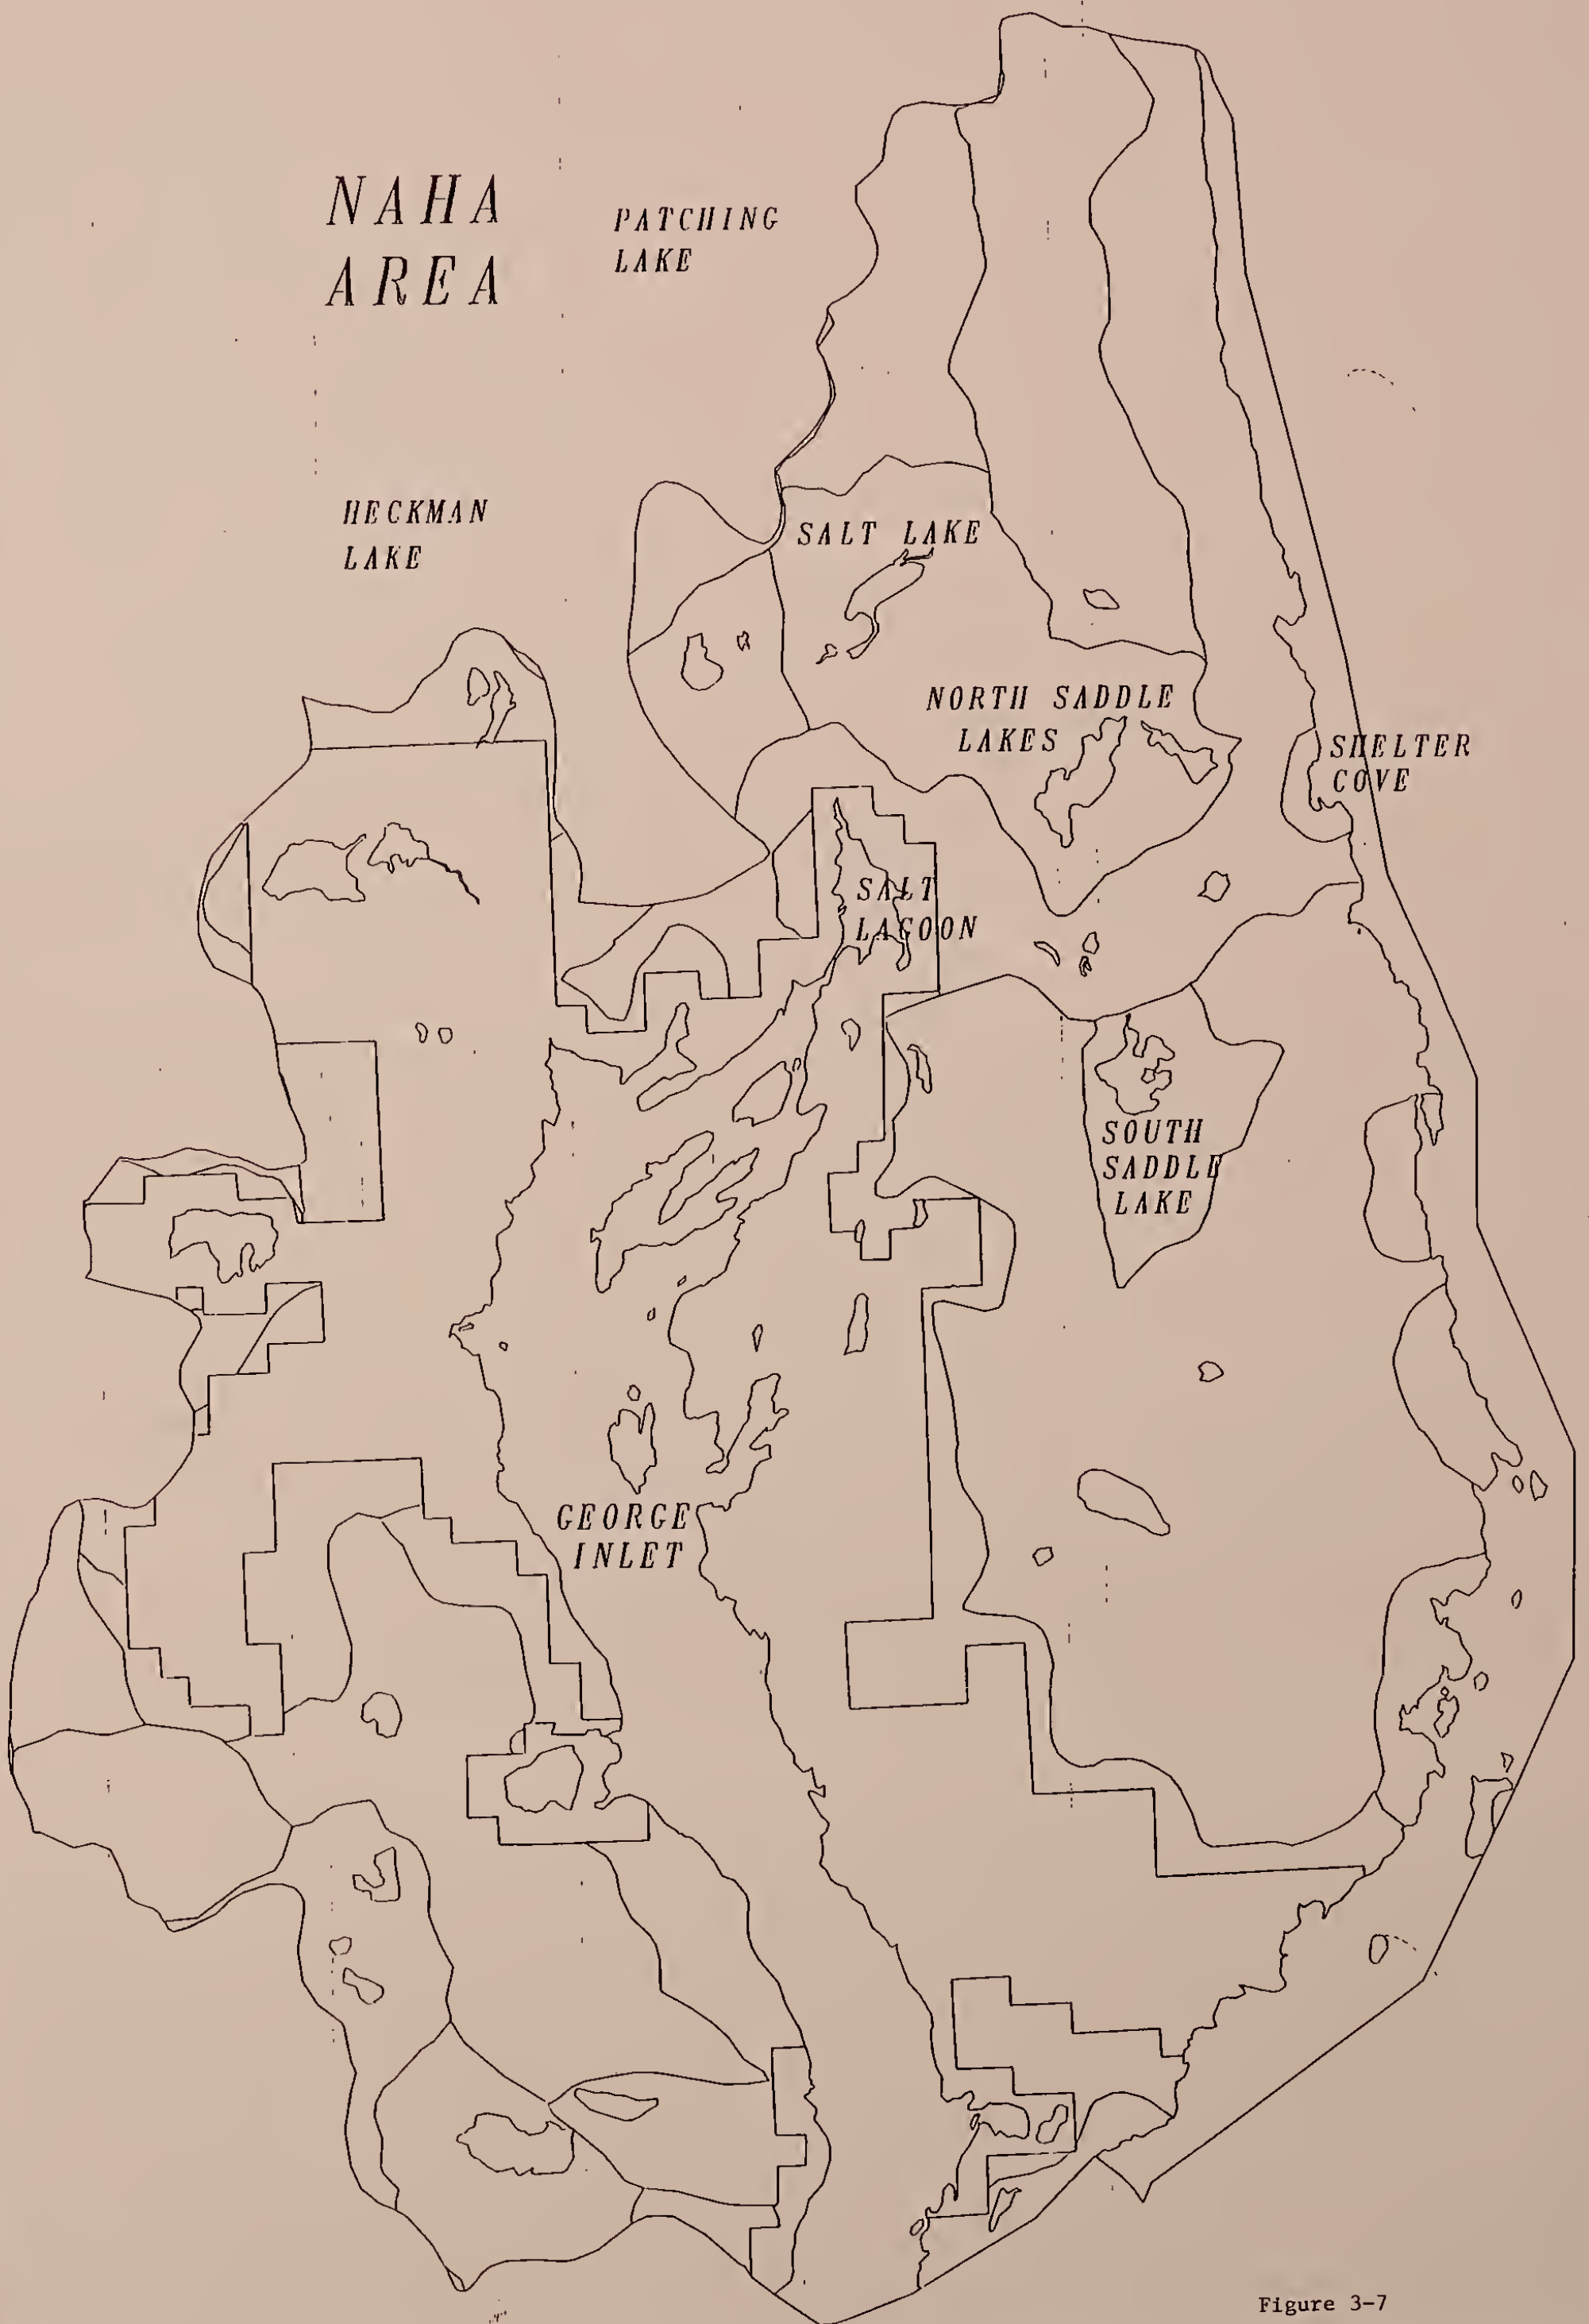 NAHA
AREA
PATCHING
LAKE
HECKMAN
LAKE
SALT LAKE
NORTH SADDLE
LAKES
SHELTER
COVE
SALT
LAGOON
SOUTH
SADDLE
LAKE
GEORGE
INLET
Figure 3-7